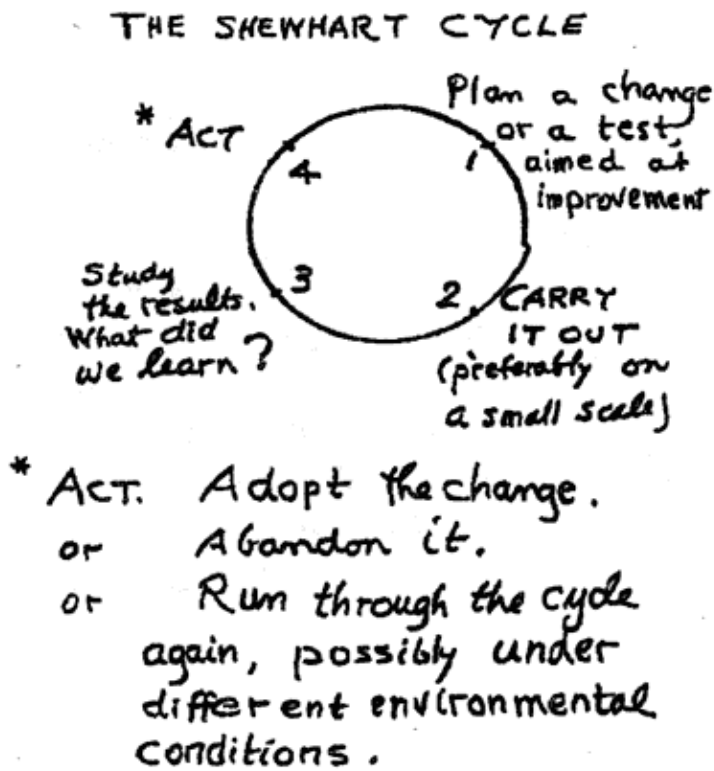 THE SHEWHART CYCLE
* ACT
4
Plan a change
or a test,
aimed at
improvement
1
Study
the results.
What did
we learn?
3
2
CARRY
IT OUT
(preferably on
a small scale)
* ACT. Adopt the change.
or Abandon it.
or Run through the cycle
again, possibly under
different environmental
conditions.